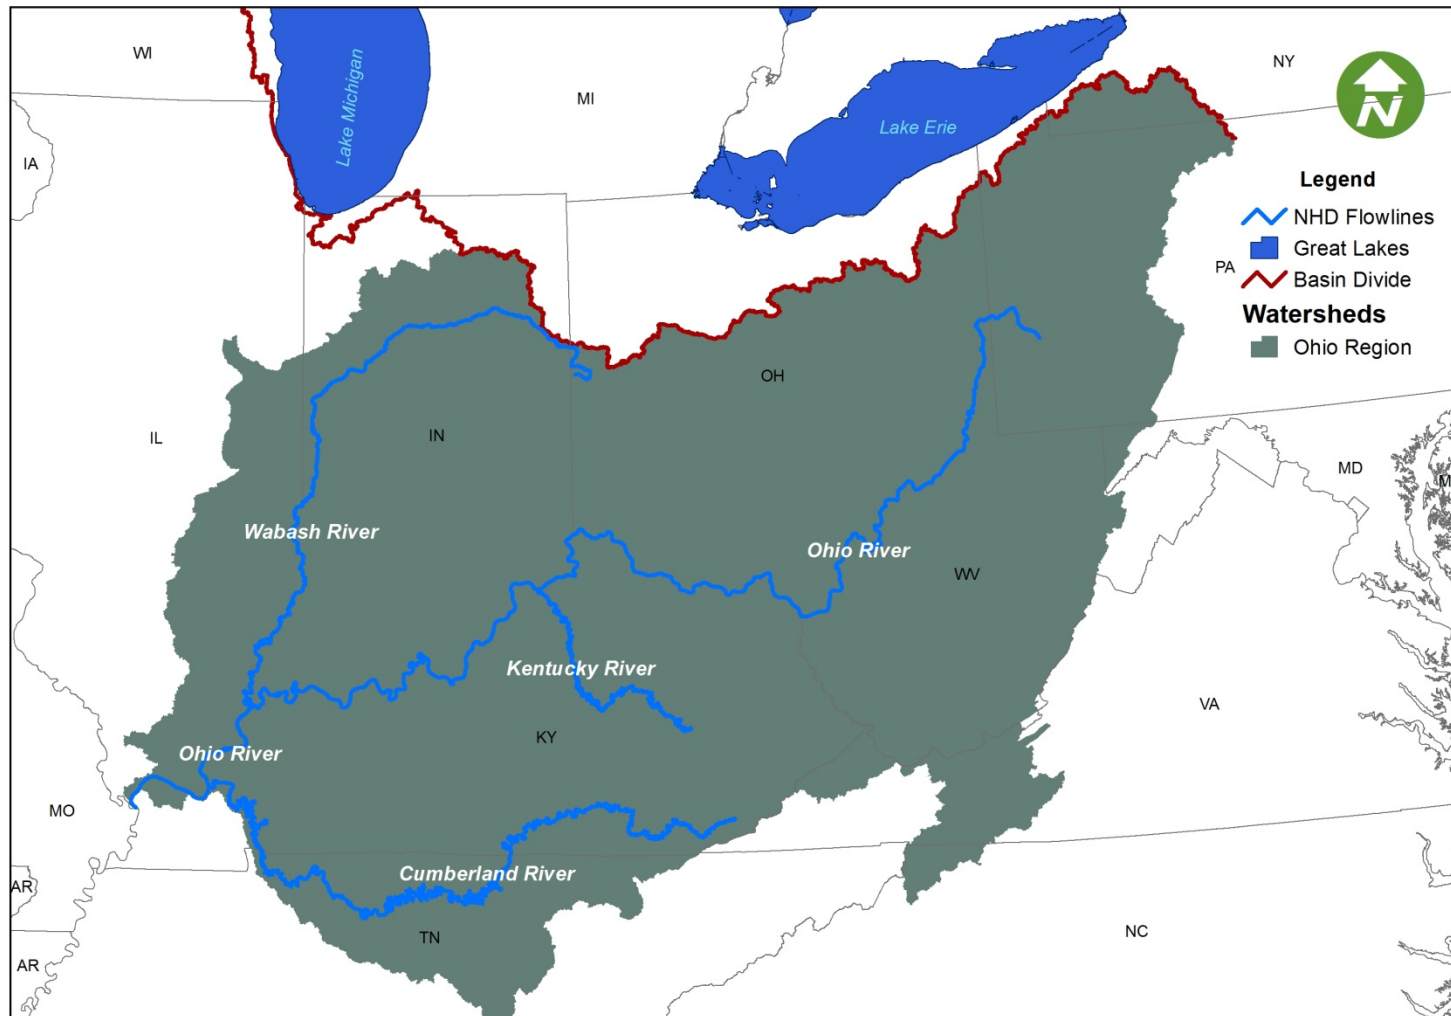 WI
MI
NY
Lake Michigan
Lake Erie
N
IA
Legend
NHD Flowlines
Great Lakes
PA
Basin Divide
Watersheds
Ohio Region
OH
IL
IN
MD
M
Wabash River
Ohio River
WV
Kentucky River
VA
KY
Ohio River
MO
Cumberland River
AR
TN
NC
AR